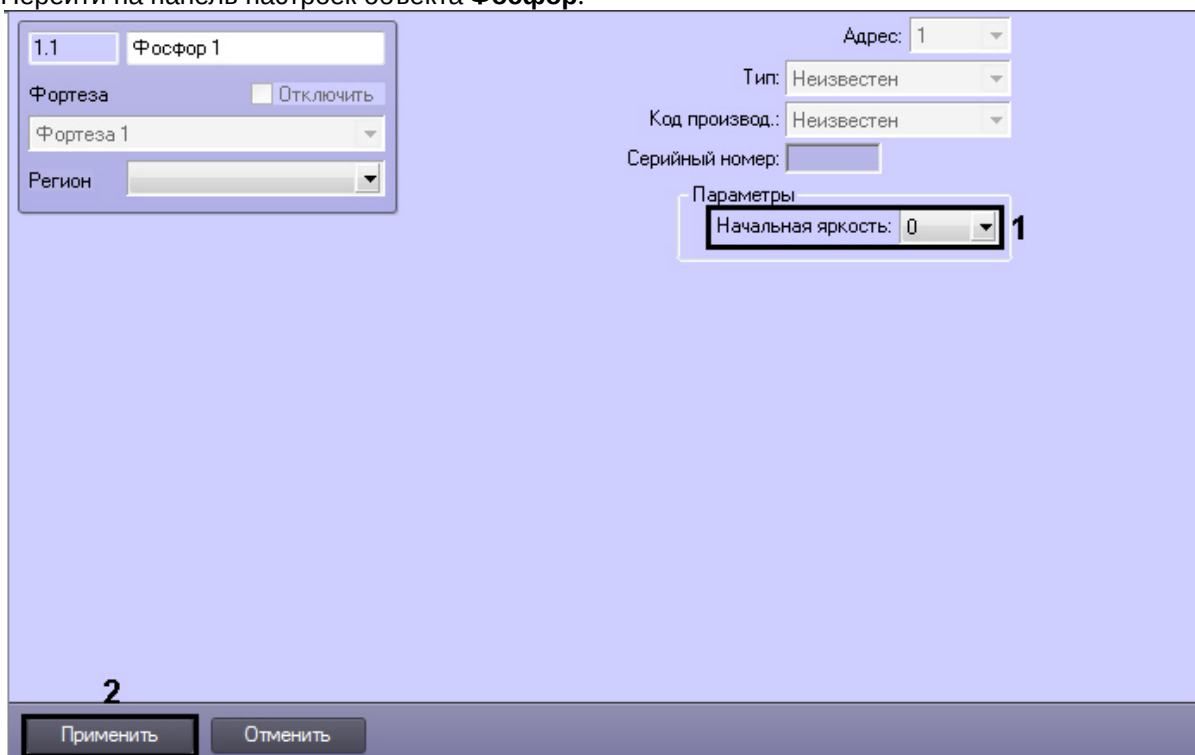 Перейти на панель настроек объекта Фосфор.
1.1 Фосфор 1
Фортеза Отключить
Фортеза 1
Регион
Адрес: 1
Тип: Неизвестен
Код производ.: Неизвестен
Серийный номер:
Параметры
Начальная яркость: 0 1
2
Применить Отменить